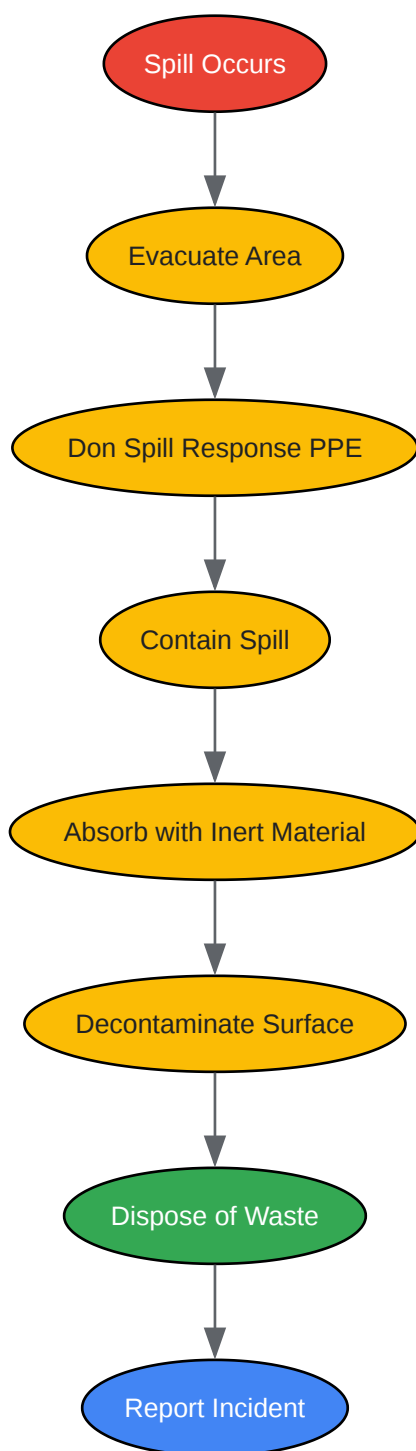 Spill Occurs
Evacuate Area
Don Spill Response PPE
Contain Spill
Absorb with Inert Material
Decontaminate Surface
Dispose of Waste
Report Incident